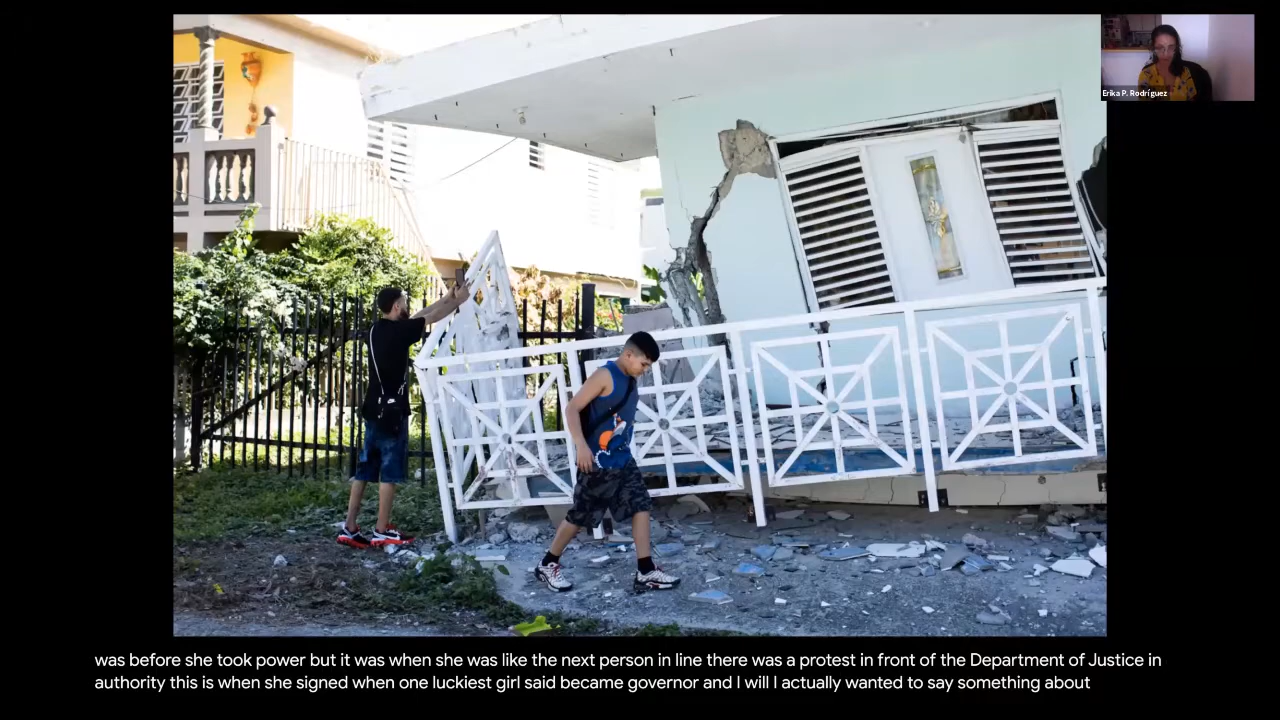 Erika P. Rodríguez
was before she took power but it was when she was like the next person in line there was a protest in front of the Department of Justice in
authority this is when she signed when one luckiest girl said became governor and I will I actually wanted to say something about